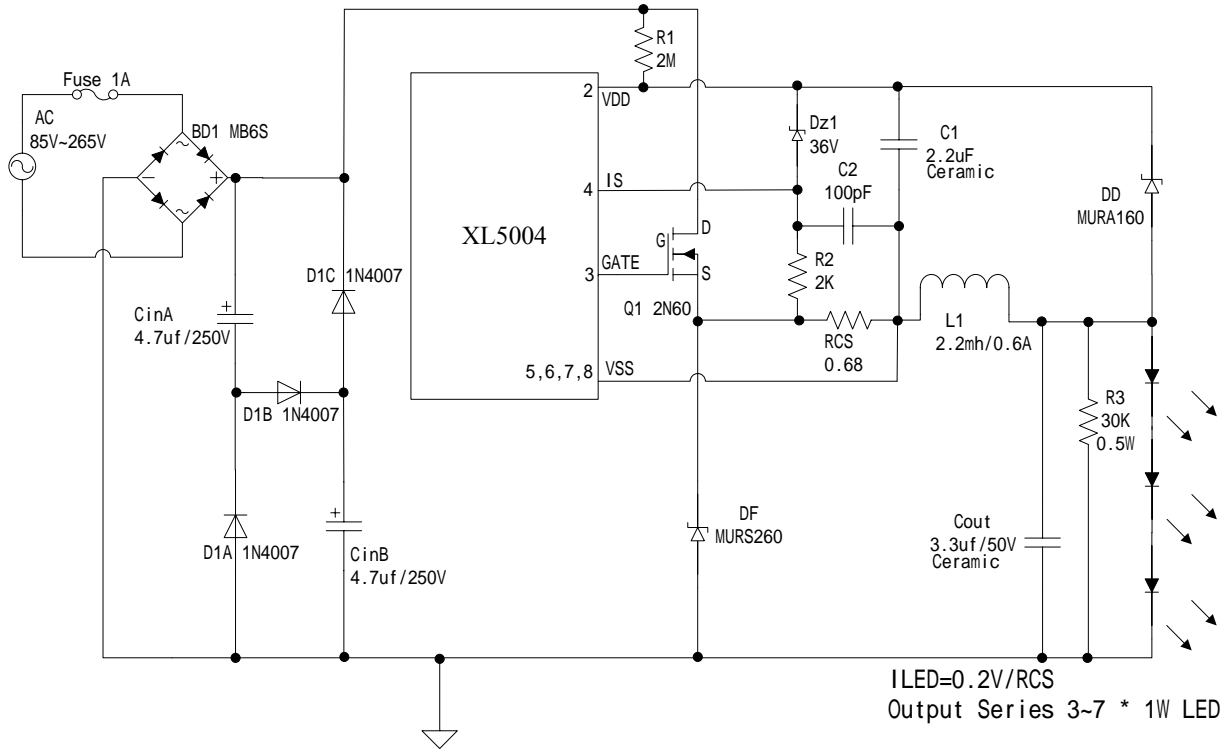 R1
2M
Fuse 1A
AC
85V~265V
BD1 MB6S
~
−
+
~
2
VDD
Dz1
36V
C1
2.2uF
Ceramic
C2
100pF
4
IS
DD
MURA160
XL5004
D
G
S
GATE
3
R2
2K
Q1 2N60
D1C 1N4007
+
CinA
4.7uf/250V
L1
2.2mh/0.6A
RCS
0.68
5,6,7,8
VSS
D1B 1N4007
R3
30K
0.5W
+
DF
MURS260
D1A 1N4007
CinB
4.7uf/250V
Cout
3.3uf/50V
Ceramic
ILED=0.2V/RCS
Output Series 3~7 * 1W LED